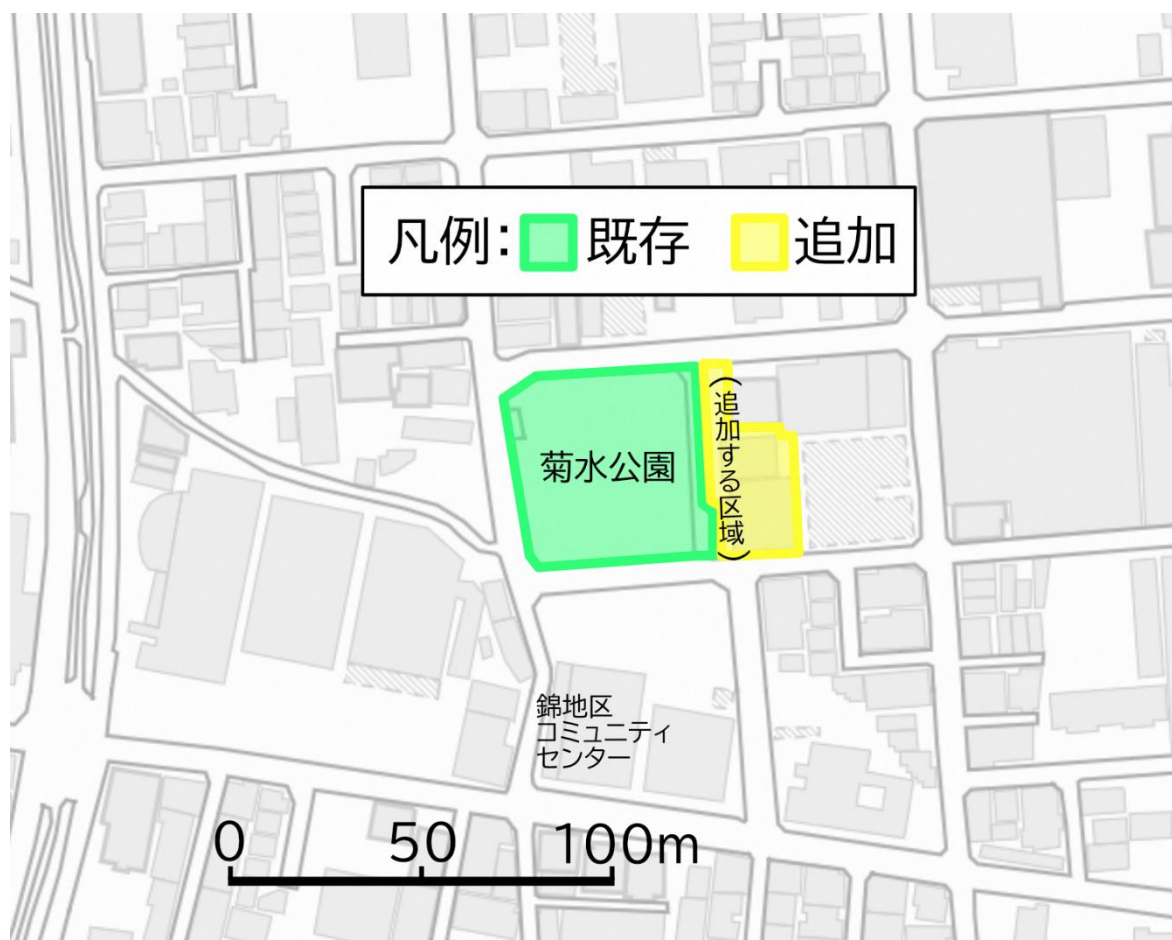 凡例: 既存 追加
菊水公園
(追加する区域)
錦地区
コミュニティ
センター
0 50 100m